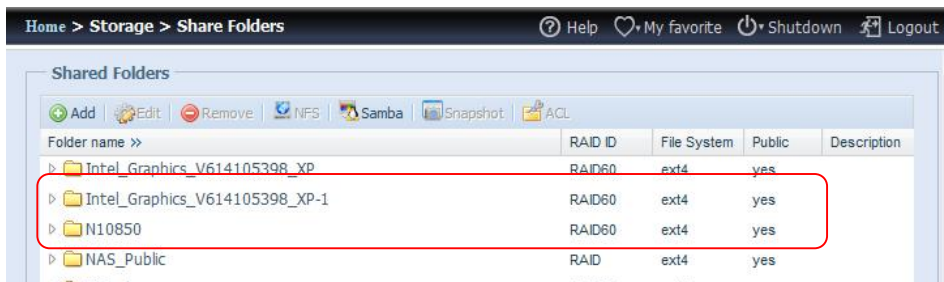 Home > Storage > Share Folders Help My favorite Shutdown Logout
Shared Folders
Add Edit Remove NFS Samba Snapshot ACL
Folder name » RAID ID File System Public Description
Intel_Graphics_V614105398_XP RAID60 ext4 yes
Intel_Graphics_V614105398_XP-1 RAID60 ext4 yes
N10850 RAID60 ext4 yes
NAS_Public RAID ext4 yes